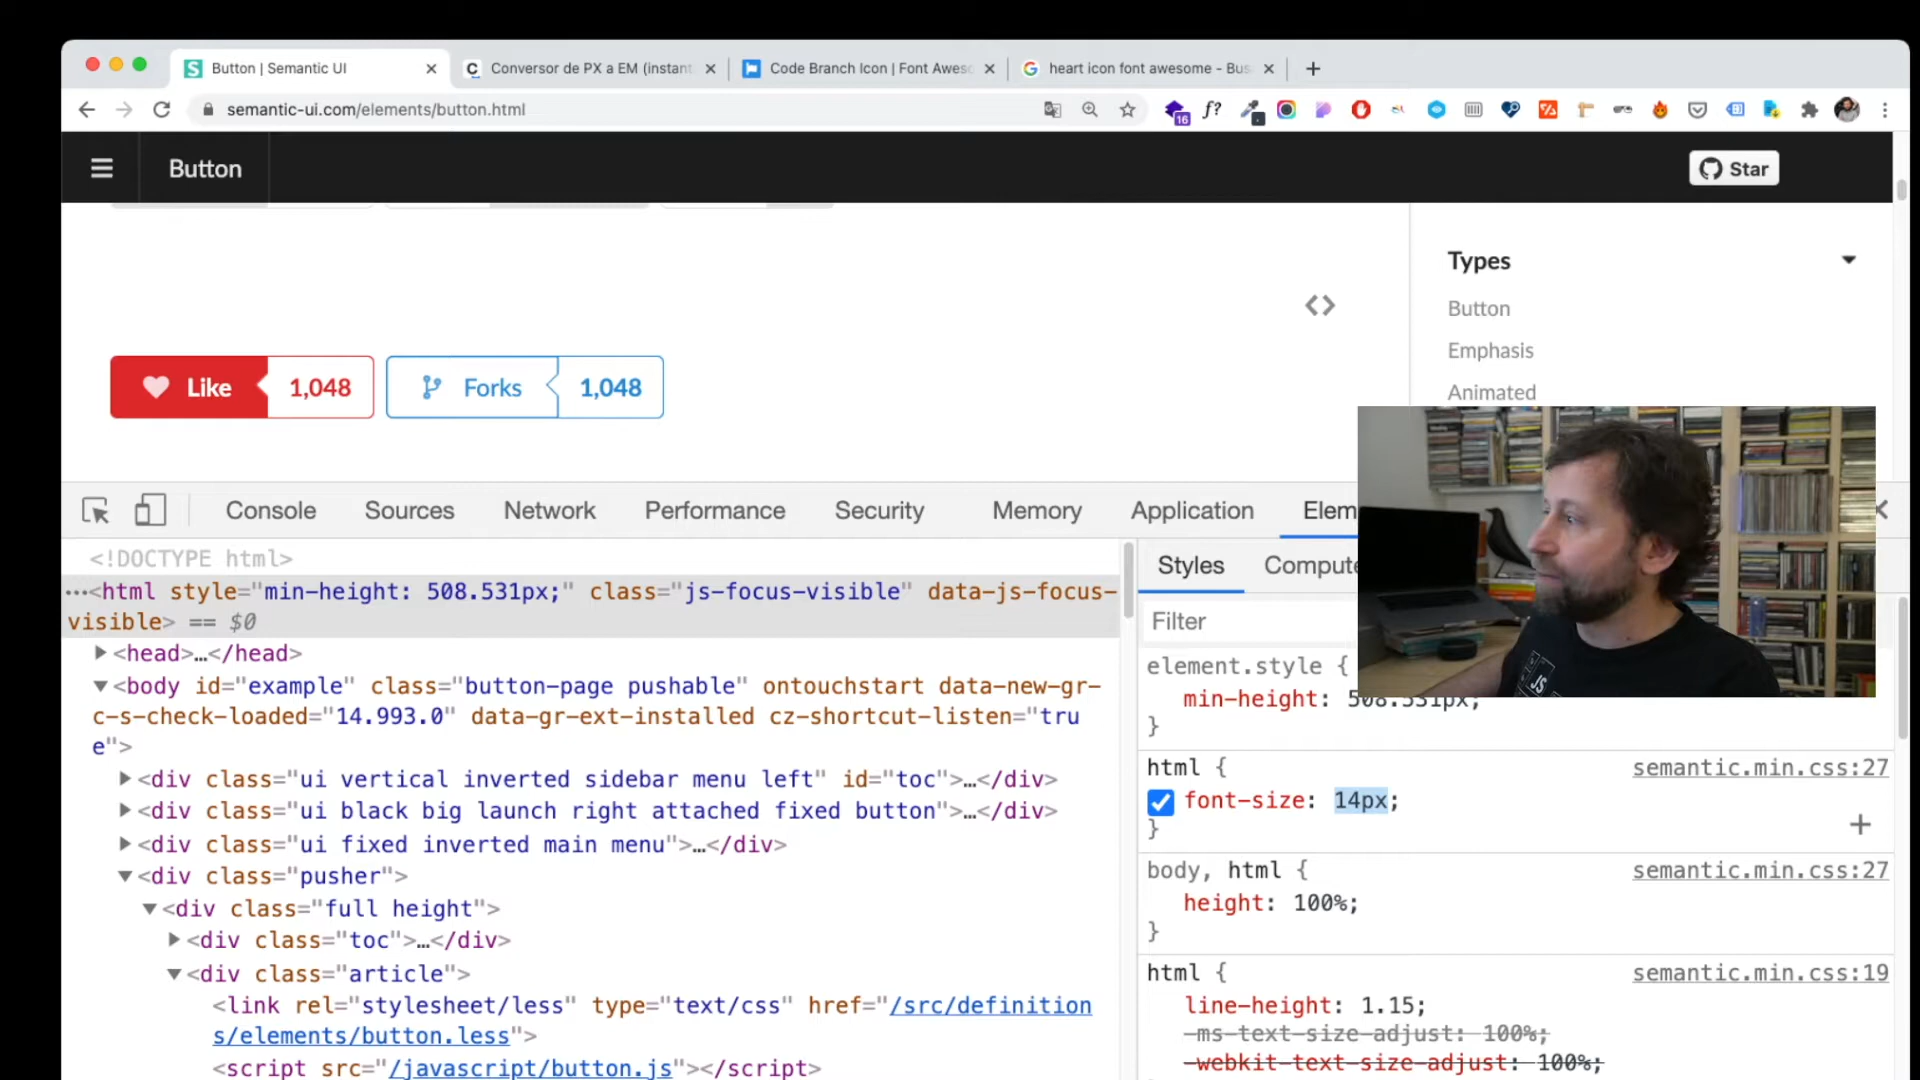 Button | Semantic UI
Conversor de PX a EM (instant
Code Branch Icon | Font Aweso
heart icon font awesome - Bus
semantic-ui.com/elements/button.html
16
f?
Button
Star
Types
Button
Emphasis
Animated
Like
1,048
Forks
1,048
Console Sources Network Performance Security Memory Application Elem
<!DOCTYPE html>
…<html style="min-height: 508.531px;" class="js-focus-visible" data-js-focus-
visible> == $0
<head>…</head>
<body id="example" class="button-page pushable" ontouchstart data-new-gr-
c-s-check-loaded="14.993.0" data-gr-ext-installed cz-shortcut-listen="tru
e">
<div class="ui vertical inverted sidebar menu left" id="toc">…</div>
<div class="ui black big launch right attached fixed button">…</div>
<div class="ui fixed inverted main menu">…</div>
<div class="pusher">
<div class="full height">
<div class="toc">…</div>
<div class="article">
<link rel="stylesheet/less" type="text/css" href="/src/definition
s/elements/button.less">
<script src="/javascript/button.js"></script>
Styles Compute
Filter
element.style {
min-height: 508.531px;
}
html {
semantic.min.css:27
font-size: 14px;
}
body, html {
semantic.min.css:27
height: 100%;
}
html {
semantic.min.css:19
line-height: 1.15;
-ms-text-size-adjust: 100%;
-webkit-text-size-adjust: 100%;
JS